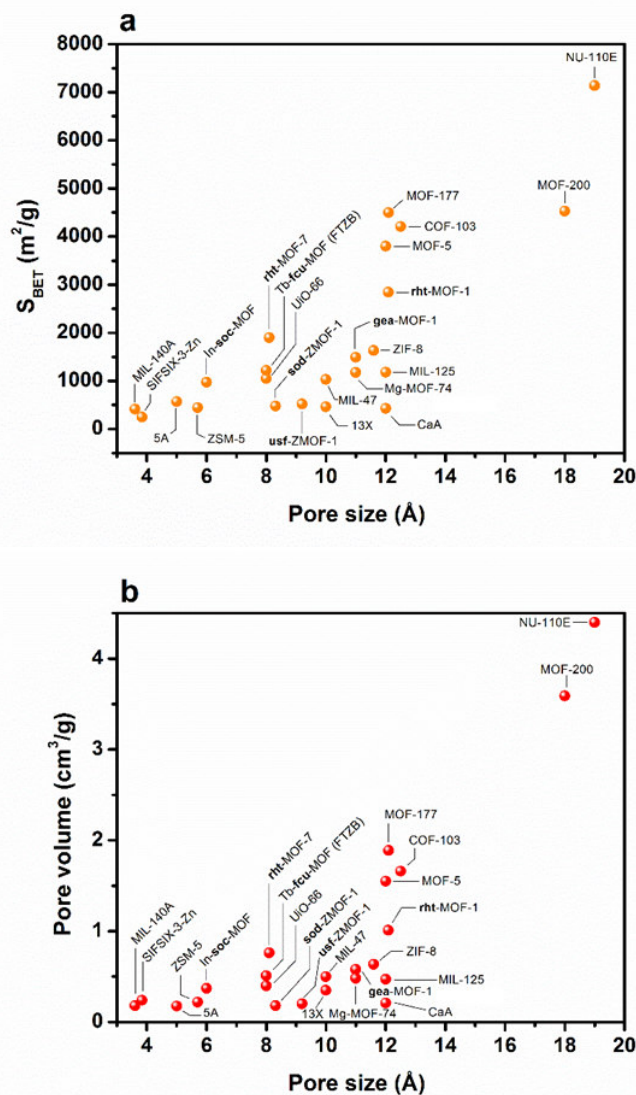 a
8000
7000
6000
5000
4000
3000
2000
1000
0
S_BET (m²/g)
NU-110E
MOF-200
MOF-177
COF-103
MOF-5
rht-MOF-1
rht-MOF-7
Tb-fcu-MOF (FTZB)
UiO-66
gea-MOF-1
ZIF-8
In-soc-MOF
sod-ZMOF-1
MIL-140A
SIFSIX-3-Zn
MIL-125
Mg-MOF-74
MIL-47
5A
ZSM-5
usf-ZMOF-1
13X
CaA
4 6 8 10 12 14 16 18 20
Pore size (Å)
b
4
3
2
1
0
Pore volume (cm³/g)
NU-110E
MOF-200
MOF-177
COF-103
MOF-5
rht-MOF-7
Tb-fcu-MOF (FTZB)
UiO-66
rht-MOF-1
sod-ZMOF-1
usf-ZMOF-1
MIL-47
MIL-140A
SIFSIX-3-Zn
ZSM-5
In-soc-MOF
ZIF-8
MIL-125
gea-MOF-1
5A
13X
Mg-MOF-74
CaA
4 6 8 10 12 14 16 18 20
Pore size (Å)